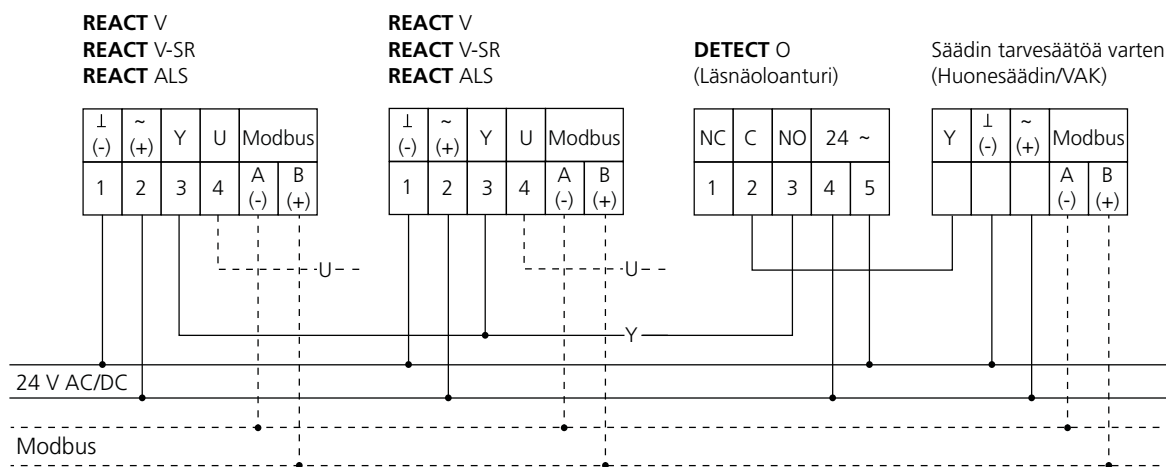 REACT V
REACT V-SR
REACT ALS
⊥ (-) ~ (+) Y U Modbus
1 2 3 4 A (-) B (+)
REACT V
REACT V-SR
REACT ALS
⊥ (-) ~ (+) Y U Modbus
1 2 3 4 A (-) B (+)
DETECT O
(Läsnäoloanturi)
NC C NO 24 ~
1 2 3 4 5
Säädin tarvesäätöä varten
(Huonesäädin/VAK)
Y ⊥ (-) ~ (+) Modbus
A (-) B (+)
U
U
Y
24 V AC/DC
Modbus